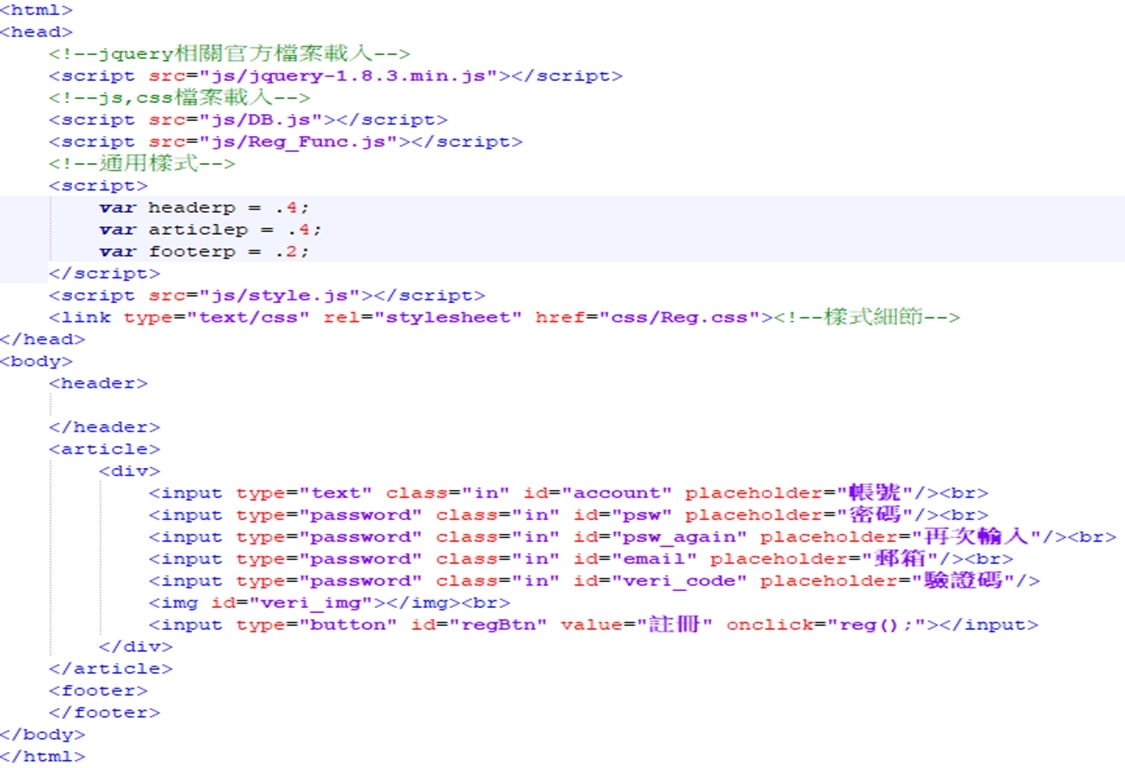 <html>
<head>
    <!--jquery相關官方檔案載入-->
    <script src="js/jquery-1.8.3.min.js"></script>
    <!--js,css檔案載入-->
    <script src="js/DB.js"></script>
    <script src="js/Reg_Func.js"></script>
    <!--通用樣式-->
    <script>
        var headerp = .4;
        var articlep = .4;
        var footerp = .2;
    </script>
    <script src="js/style.js"></script>
    <link type="text/css" rel="stylesheet" href="css/Reg.css"><!--樣式細節-->
</head>
<body>
    <header>
    </header>
    <article>
        <div>
            <input type="text" class="in" id="account" placeholder="帳號"/><br>
            <input type="password" class="in" id="psw" placeholder="密碼"/><br>
            <input type="password" class="in" id="psw_again" placeholder="再次輸入"/><br>
            <input type="password" class="in" id="email" placeholder="郵箱"/><br>
            <input type="password" class="in" id="veri_code" placeholder="驗證碼"/>
            <img id="veri_img"></img><br>
            <input type="button" id="regBtn" value="註冊" onclick="reg();"></input>
        </div>
    </article>
    <footer>
    </footer>
</body>
</html>